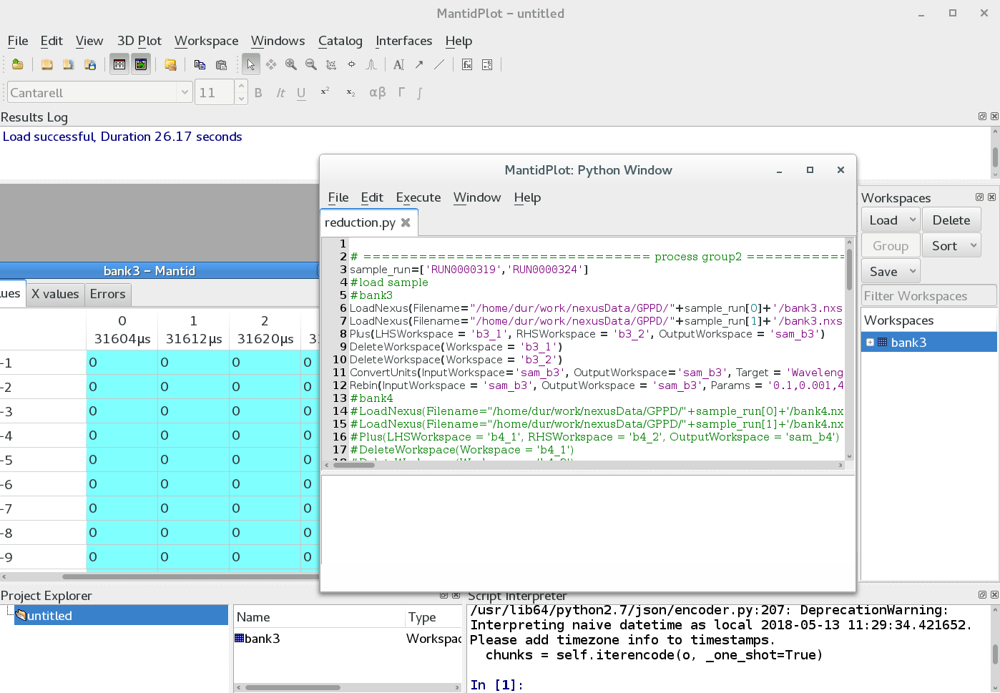 MantidPlot - untitled
File Edit View 3D Plot Workspace Windows Catalog Interfaces Help
Cantarell 11 B It U x² x₂ αβ Γ ∫
Results Log
Load successful, Duration 26.17 seconds
MantidPlot: Python Window
File Edit Execute Window Help
reduction.py
1
2 # =============================== process group2 ===========
3 sample_run=['RUN0000319','RUN0000324']
4 #load sample
5 #bank3
6 LoadNexus(Filename="/home/dur/work/nexusData/GPPD/"+sample_run[0]+'/bank3.nxs
7 LoadNexus(Filename="/home/dur/work/nexusData/GPPD/"+sample_run[1]+'/bank3.nxs
8 Plus(LHSWorkspace = 'b3_1', RHSWorkspace = 'b3_2', OutputWorkspace = 'sam_b3')
9 DeleteWorkspace(Workspace = 'b3_1')
10 DeleteWorkspace(Workspace = 'b3_2')
11 ConvertUnits(InputWorkspace='sam_b3', OutputWorkspace='sam_b3', Target = 'Waveleng
12 Rebin(InputWorkspace = 'sam_b3', OutputWorkspace = 'sam_b3', Params = '0.1,0.001,4
13 #bank4
14 #LoadNexus(Filename="/home/dur/work/nexusData/GPPD/"+sample_run[0]+'/bank4.nx
15 #LoadNexus(Filename="/home/dur/work/nexusData/GPPD/"+sample_run[1]+'/bank4.nx
16 #Plus(LHSWorkspace = 'b4_1', RHSWorkspace = 'b4_2', OutputWorkspace = 'sam_b4')
17 #DeleteWorkspace(Workspace = 'b4_1')
bank3 - Mantid
ues X values Errors
0 1 2
31604µs 31612µs 31620µs 31
-1 0 0 0 0
-2 0 0 0 0
-3 0 0 0 0
-4 0 0 0 0
-5 0 0 0 0
-6 0 0 0 0
-7 0 0 0 0
-8 0 0 0 0
-9 0 0 0 0
Workspaces
Load Delete
Group Sort
Save
Filter Workspaces
Workspaces
bank3
Project Explorer
untitled
Name Type
bank3 Workspac
Script Interpreter
/usr/lib64/python2.7/json/encoder.py:207: DeprecationWarning:
Interpreting naive datetime as local 2018-05-13 11:29:34.421652.
Please add timezone info to timestamps.
chunks = self.iterencode(o, _one_shot=True)
In [1]: